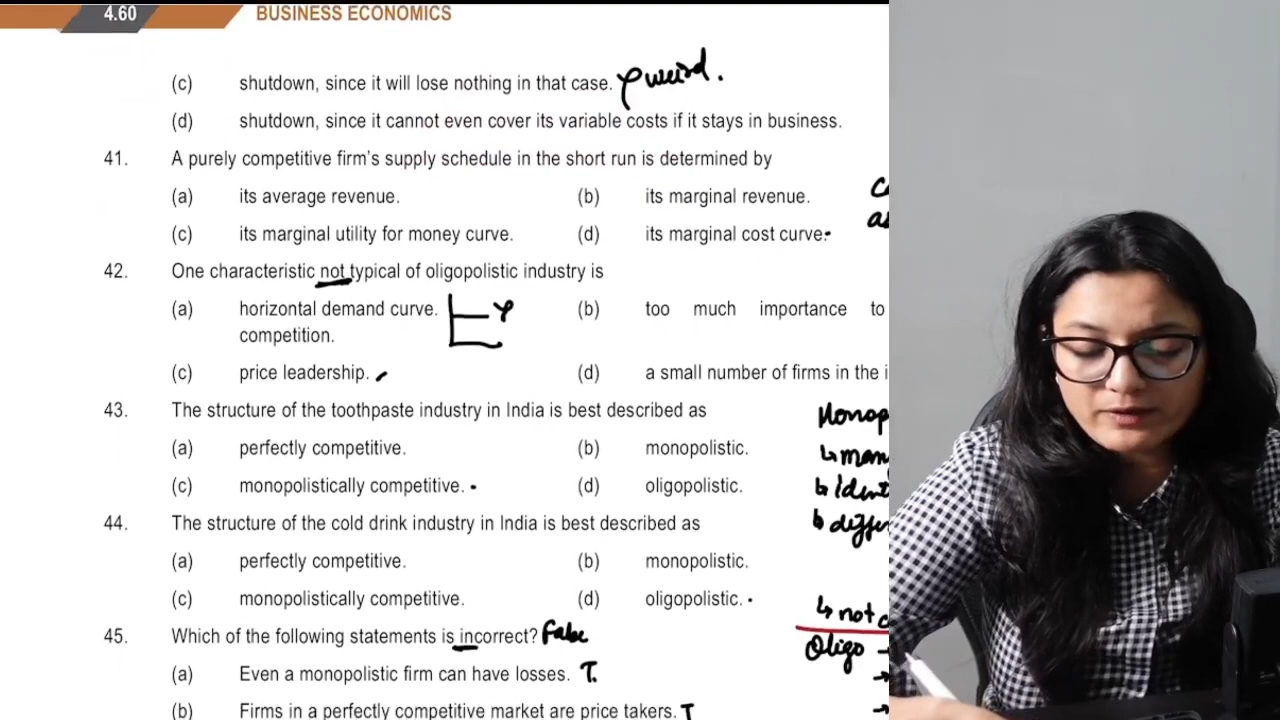 4.60 BUSINESS ECONOMICS
(c) shutdown, since it will lose nothing in that case. weird.
(d) shutdown, since it cannot even cover its variable costs if it stays in business.
41. A purely competitive firm's supply schedule in the short run is determined by
(a) its average revenue. (b) its marginal revenue.
(c) its marginal utility for money curve. (d) its marginal cost curve.
42. One characteristic not typical of oligopolistic industry is
(a) horizontal demand curve. (b) too much importance to
competition.
(c) price leadership. (d) a small number of firms in the i
43. The structure of the toothpaste industry in India is best described as
Monop
(a) perfectly competitive. (b) monopolistic.
man
(c) monopolistically competitive. (d) oligopolistic.
Ident
differ
44. The structure of the cold drink industry in India is best described as
(a) perfectly competitive. (b) monopolistic.
(c) monopolistically competitive. (d) oligopolistic.
not c
45. Which of the following statements is incorrect? False
Oligo
(a) Even a monopolistic firm can have losses. T.
(b) Firms in a perfectly competitive market are price takers. T